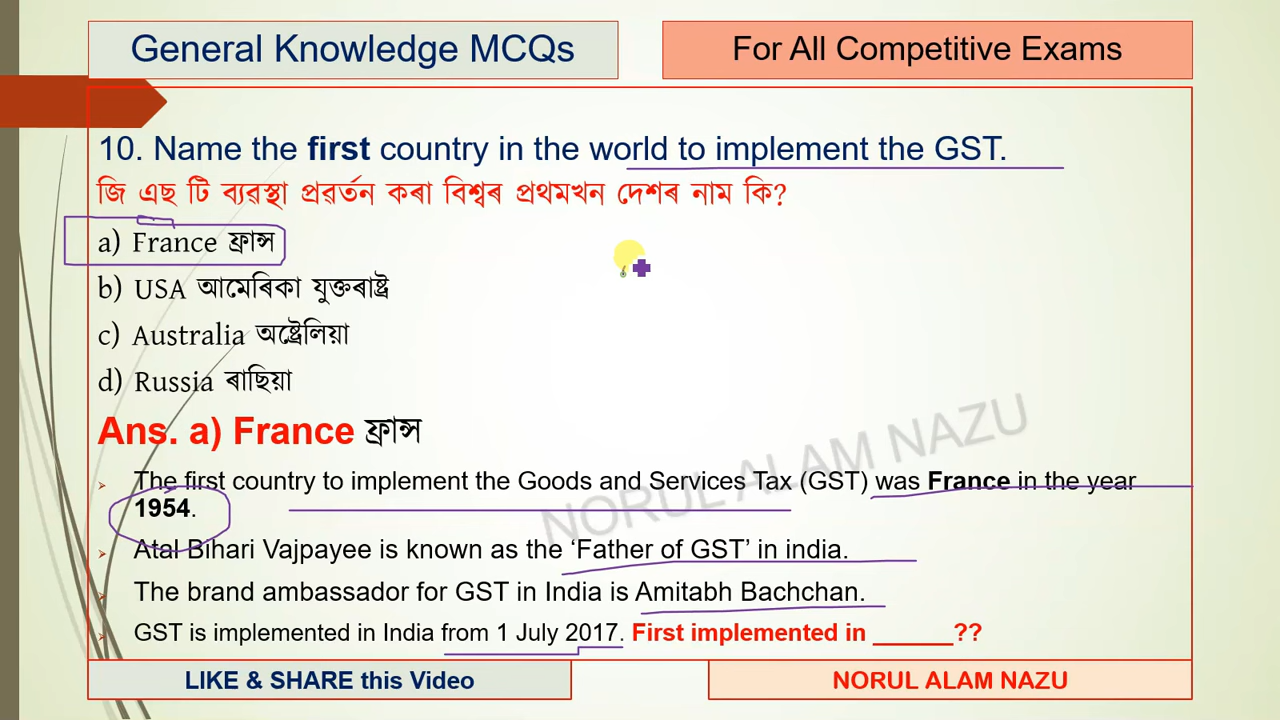 General Knowledge MCQs
For All Competitive Exams
10. Name the first country in the world to implement the GST.
জি এছ টি ব্যৱস্থা প্ৰৱৰ্তন কৰা বিশ্বৰ প্ৰথমখন দেশৰ নাম কি?
a) France ফ্ৰান্স
b) USA আমেৰিকা যুক্তৰাষ্ট্ৰ
c) Australia অষ্ট্ৰেলিয়া
d) Russia ৰাছিয়া
Ans. a) France ফ্ৰান্স
The first country to implement the Goods and Services Tax (GST) was France in the year
1954.
Atal Bihari Vajpayee is known as the ‘Father of GST’ in india.
The brand ambassador for GST in India is Amitabh Bachchan.
GST is implemented in India from 1 July 2017. First implemented in ______??
NORUL ALAM NAZU
LIKE & SHARE this Video
NORUL ALAM NAZU